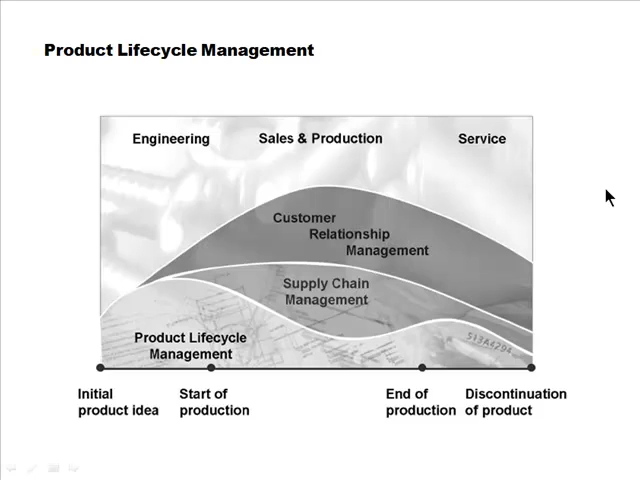 Product Lifecycle Management
Engineering
Sales & Production
Service
Customer
Relationship
Management
Supply Chain
Management
Product Lifecycle
Management
513A4294
Initial
product idea
Start of
production
End of
production
Discontinuation
of product